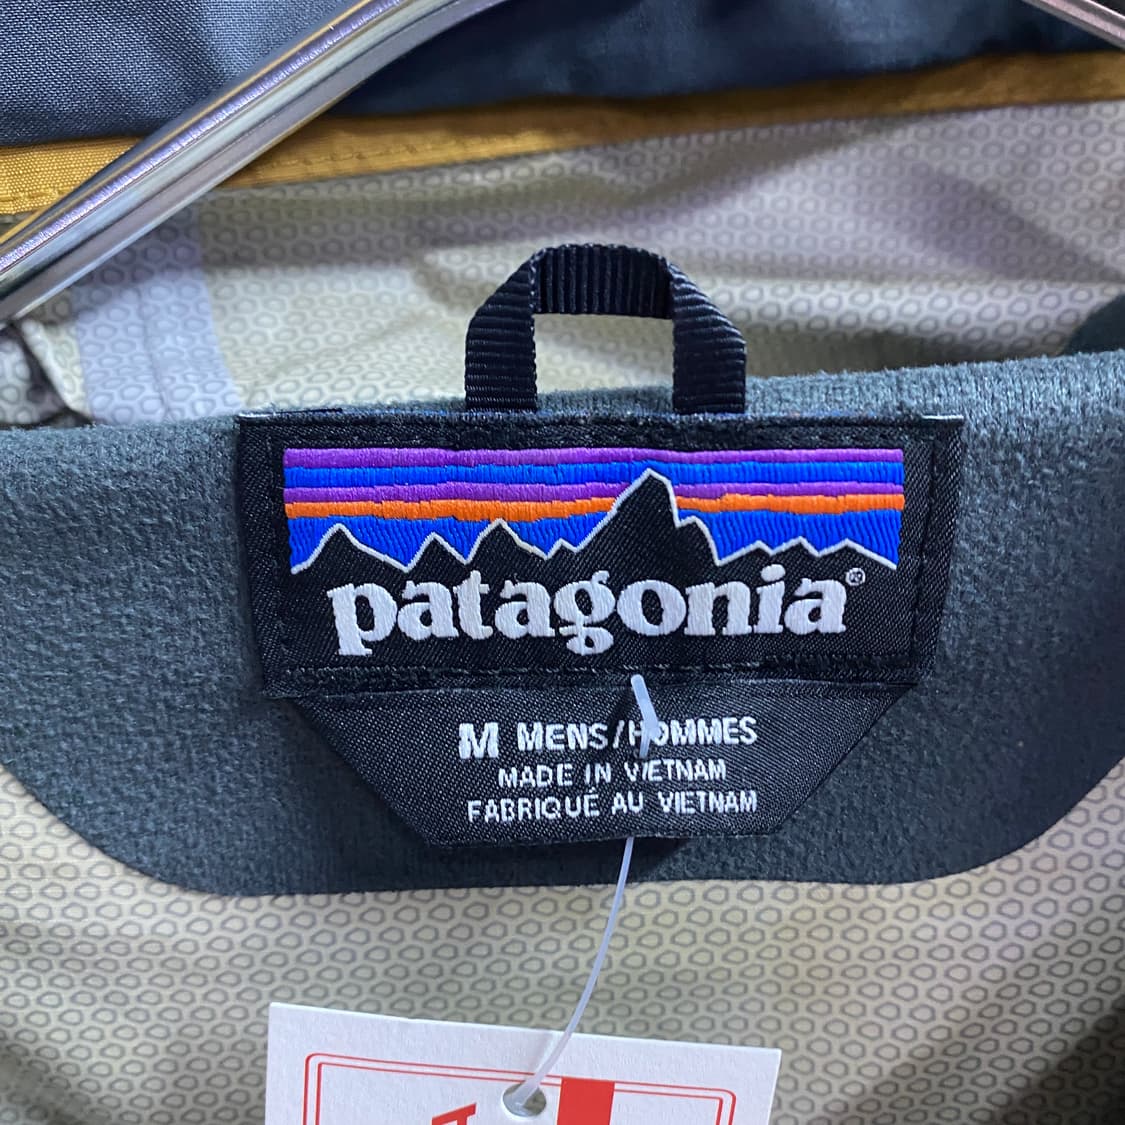 patagonia®
M MENS/HOMMES
MADE IN VIETNAM
FABRIQUÉ AU VIETNAM